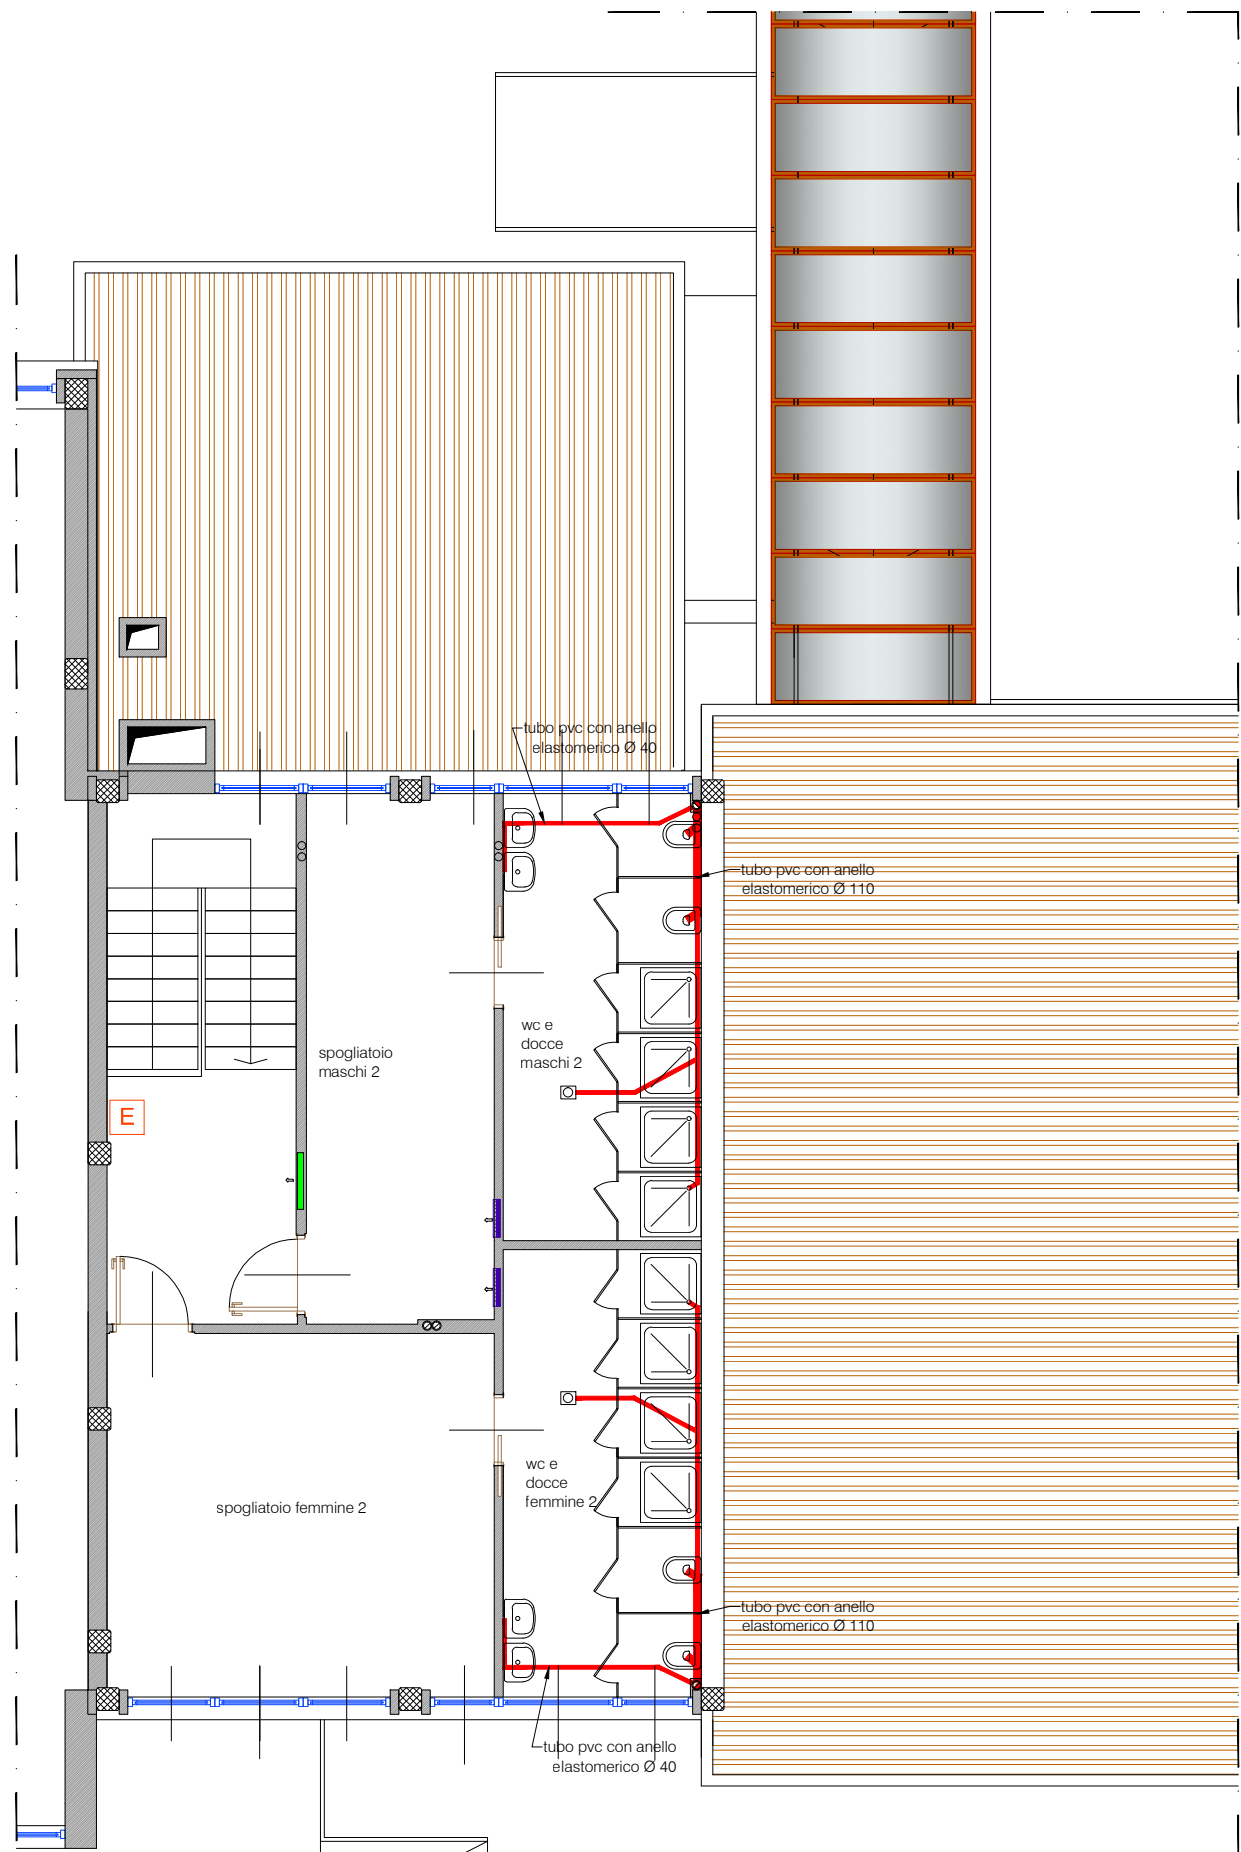 tubo pvc con anello
elastomerico Ø 40
tubo pvc con anello
elastomerico Ø 110
wc e
docce
maschi 2
spogliatoio
maschi 2
E
wc e
docce
femmine 2
spogliatoio femmine 2
tubo pvc con anello
elastomerico Ø 110
tubo pvc con anello
elastomerico Ø 40